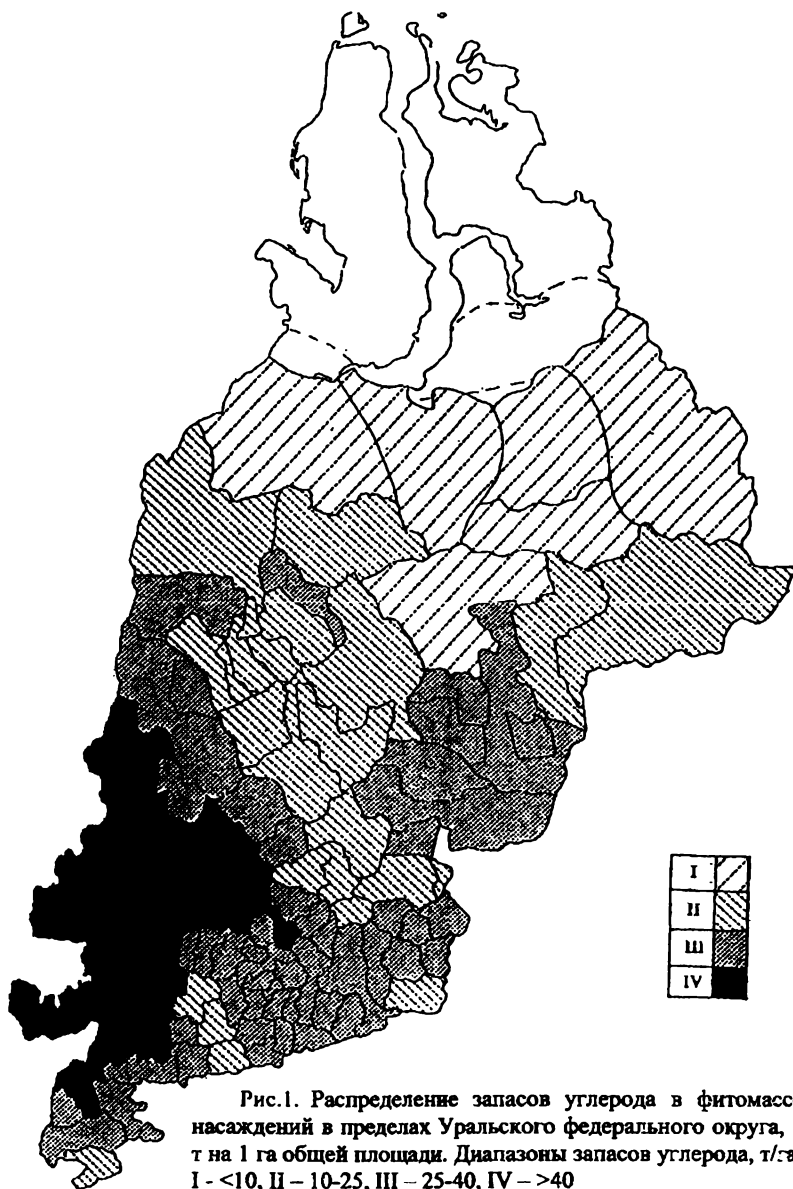 I
II
III
IV
Рис.1. Распределение запасов углерода в фитомасс
насаждений в пределах Уральского федерального округа,
т на 1 га общей площади. Диапазоны запасов углерода, т/га
I - <10, II – 10-25, III – 25-40, IV – >40